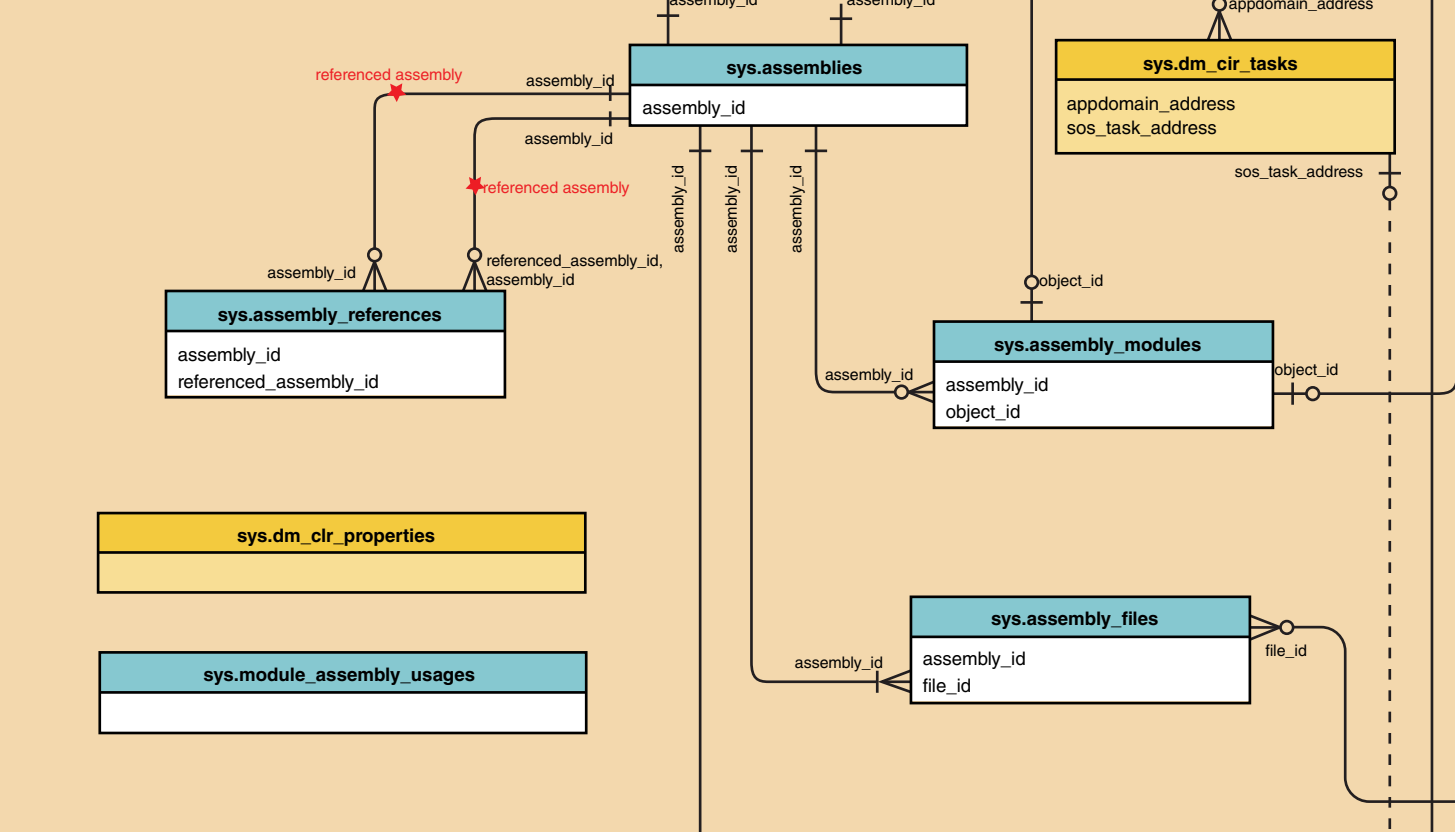 assembly_id
assembly_id
appdomain_address
sys.assemblies
assembly_id
sys.dm_cir_tasks
appdomain_address
sos_task_address
sos_task_address
referenced assembly
assembly_id
assembly_id
referenced assembly
assembly_id
assembly_id
assembly_id
assembly_id
referenced_assembly_id,
assembly_id
object_id
sys.assembly_references
assembly_id
referenced_assembly_id
sys.assembly_modules
assembly_id
object_id
assembly_id
object_id
sys.dm_clr_properties
sys.assembly_files
assembly_id
file_id
assembly_id
file_id
sys.module_assembly_usages